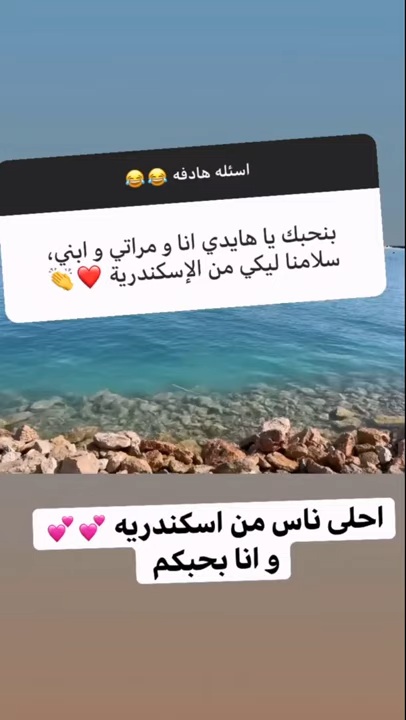 اسئله هادفه 😂😂
بنحبك يا هايدي انا و مراتي و ابني،
سلامنا ليكي من الإسكندرية ❤️👏
احلى ناس من اسكندريه 💕💕
و انا بحبكم